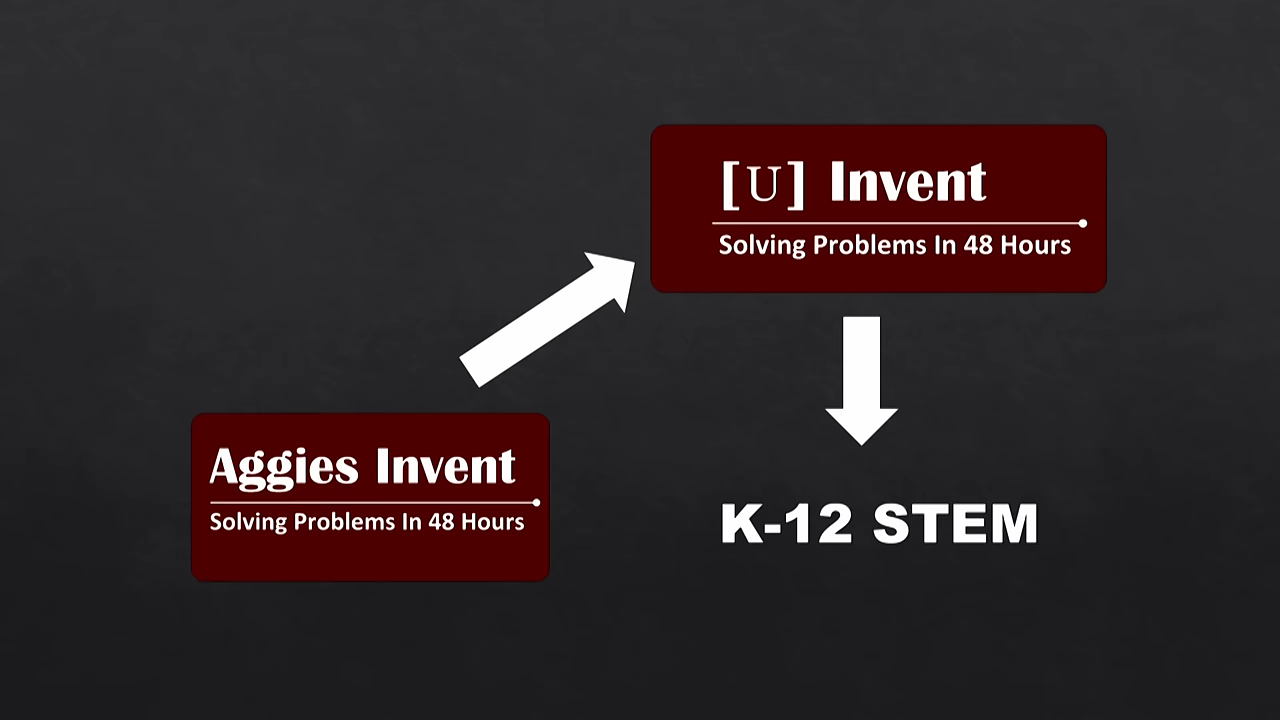 [U] Invent
Solving Problems In 48 Hours
Aggies Invent
Solving Problems In 48 Hours
K-12 STEM